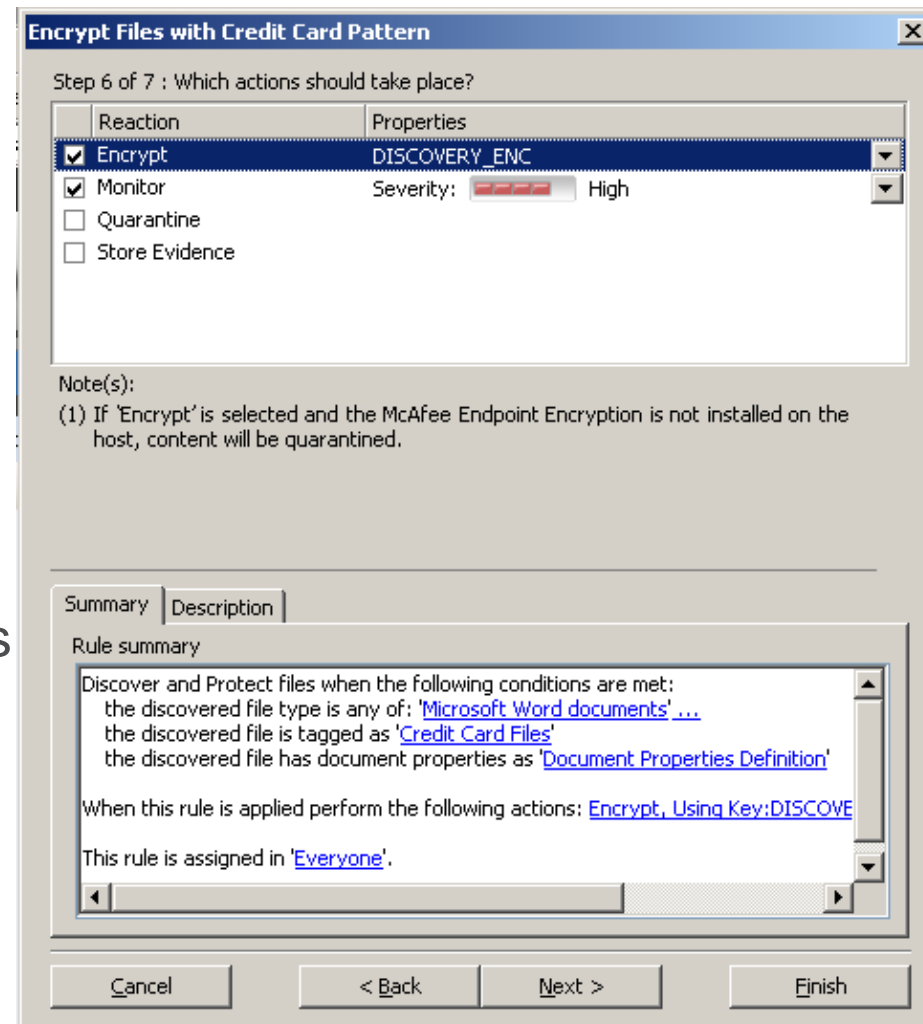 Encrypt Files with Credit Card Pattern
Step 6 of 7 : Which actions should take place?
Reaction Properties
Encrypt DISCOVERY_ENC
Monitor Severity: High
Quarantine
Store Evidence
Note(s):
(1) If 'Encrypt' is selected and the McAfee Endpoint Encryption is not installed on the
host, content will be quarantined.
Summary Description
s
Rule summary
Discover and Protect files when the following conditions are met:
the discovered file type is any of: 'Microsoft Word documents' ...
the discovered file is tagged as 'Credit Card Files'
the discovered file has document properties as 'Document Properties Definition'
When this rule is applied perform the following actions: Encrypt, Using Key:DISCOVE
This rule is assigned in 'Everyone'.
Cancel < Back Next > Finish